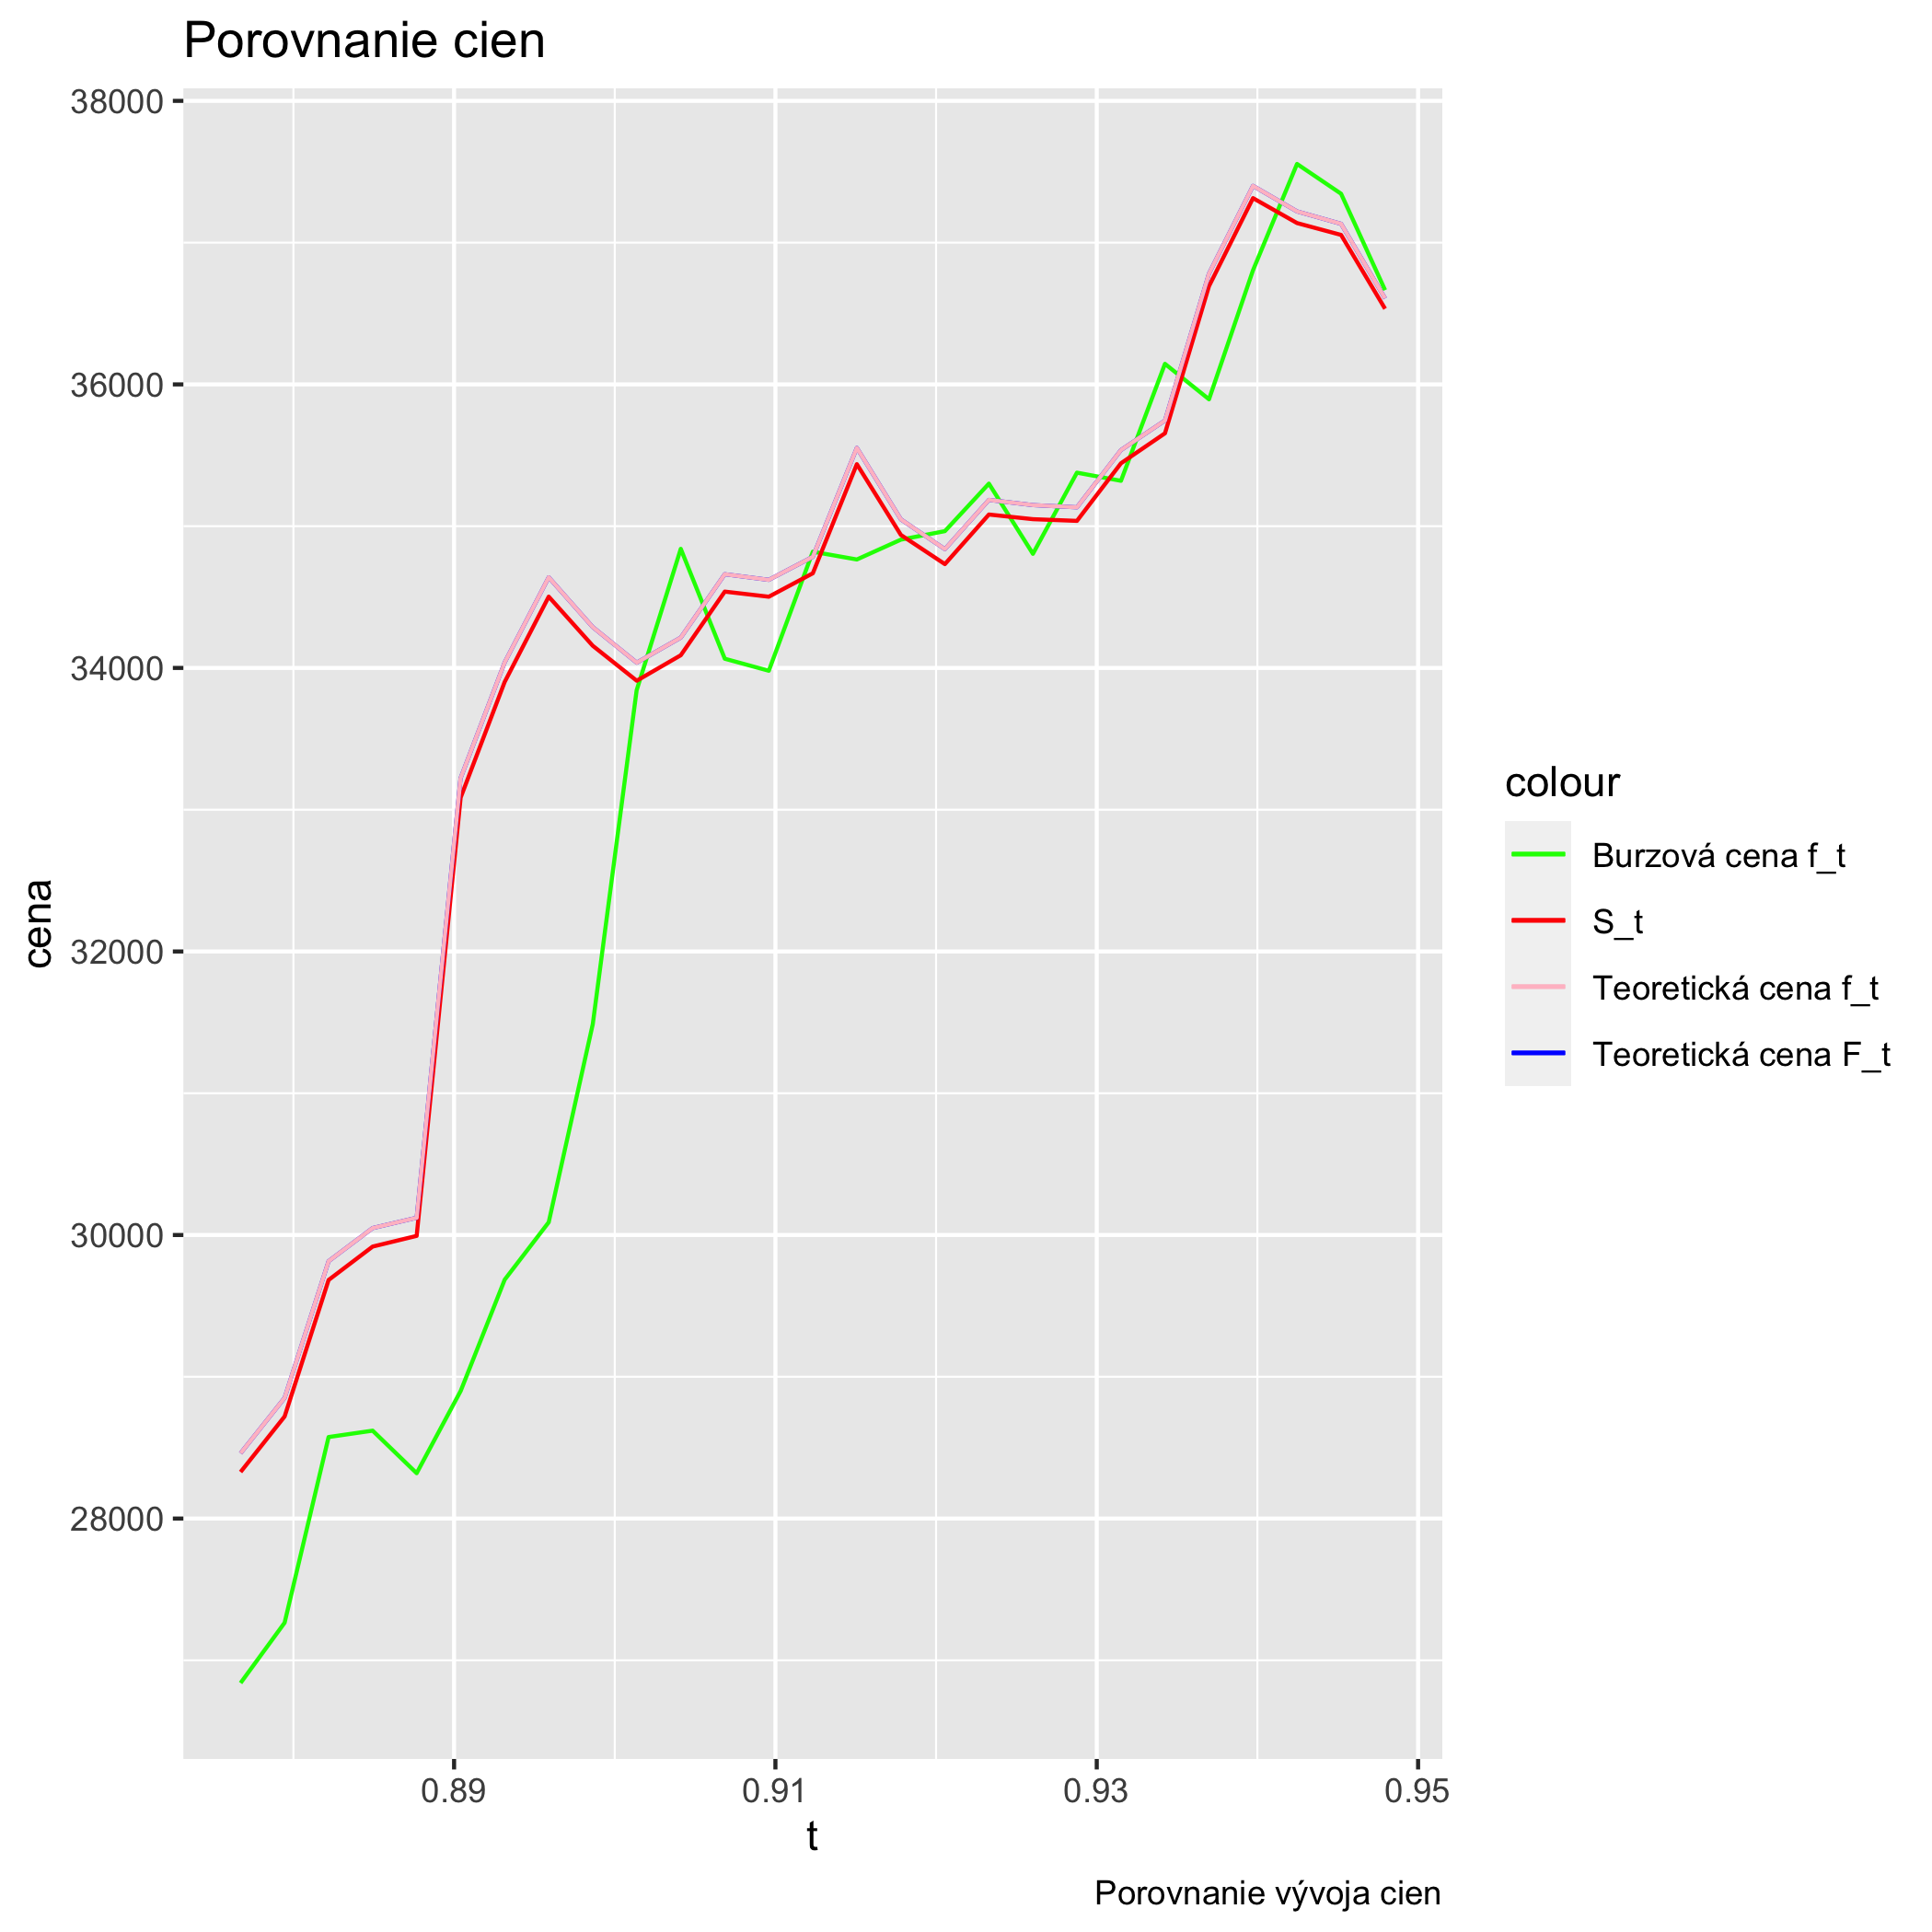 Porovnanie cien
38000
36000
34000
32000
30000
28000
cena
0.89
0.91
0.93
0.95
t
colour
Burzová cena f_t
S_t
Teoretická cena f_t
Teoretická cena F_t
Porovnanie vývoja cien